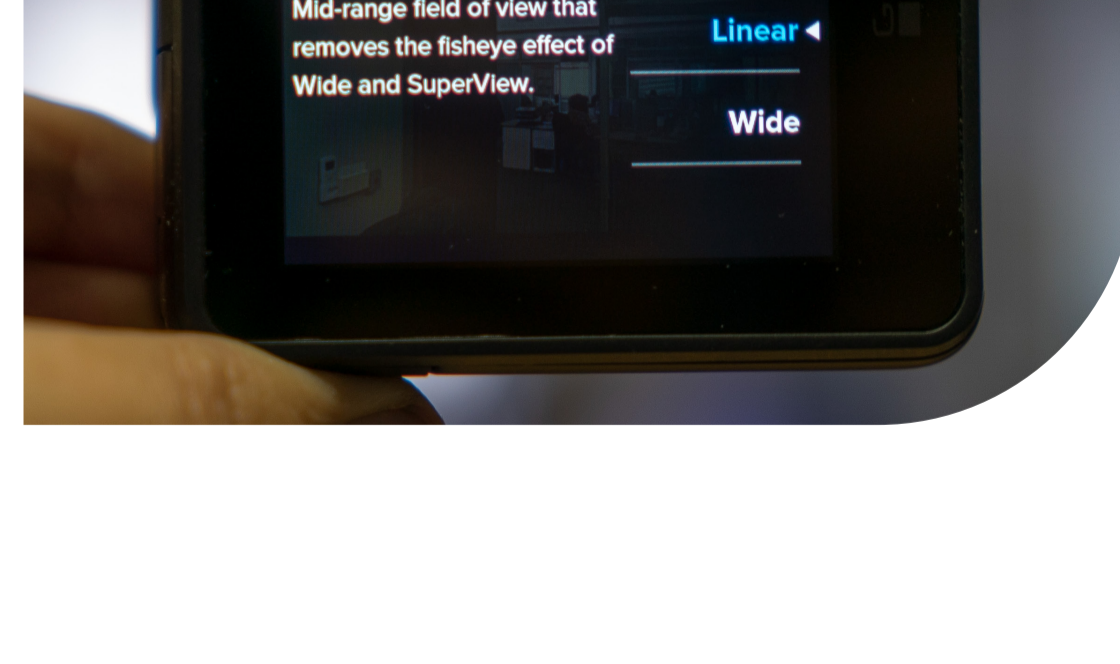 Mid-range field of view that
removes the fisheye effect of
Wide and SuperView.
Linear
Wide